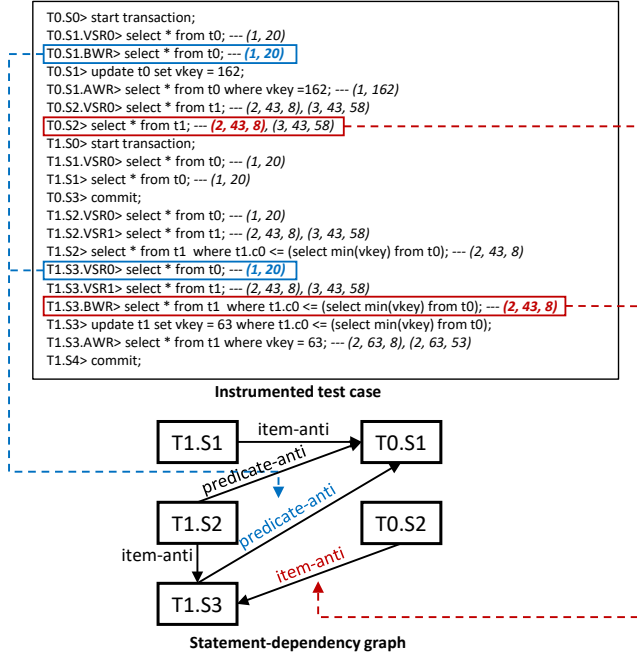 T0.S0> start transaction;
T0.S1.VSR0> select * from t0; --- (1, 20)
T0.S1.BWR> select * from t0; --- (1, 20)
T0.S1> update t0 set vkey = 162;
T0.S1.AWR> select * from t0 where vkey =162; --- (1, 162)
T0.S2.VSR0> select * from t1; --- (2, 43, 8), (3, 43, 58)
T0.S2> select * from t1; --- (2, 43, 8), (3, 43, 58)
T1.S0> start transaction;
T1.S1.VSR0> select * from t0; --- (1, 20)
T1.S1> select * from t0; --- (1, 20)
T0.S3> commit;
T1.S2.VSR0> select * from t0; --- (1, 20)
T1.S2.VSR1> select * from t1; --- (2, 43, 8), (3, 43, 58)
T1.S2> select * from t1 where t1.c0 <= (select min(vkey) from t0); --- (2, 43, 8)
T1.S3.VSR0> select * from t0; --- (1, 20)
T1.S3.VSR1> select * from t1; --- (2, 43, 8), (3, 43, 58)
T1.S3.BWR> select * from t1 where t1.c0 <= (select min(vkey) from t0); --- (2, 43, 8)
T1.S3> update t1 set vkey = 63 where t1.c0 <= (select min(vkey) from t0);
T1.S3.AWR> select * from t1 where vkey = 63; --- (2, 63, 8), (2, 63, 53)
T1.S4> commit;
Instrumented test case
T1.S1
item-anti
T0.S1
predicate-anti
predicate-anti
T1.S2
T0.S2
item-anti
item-anti
T1.S3
Statement-dependency graph